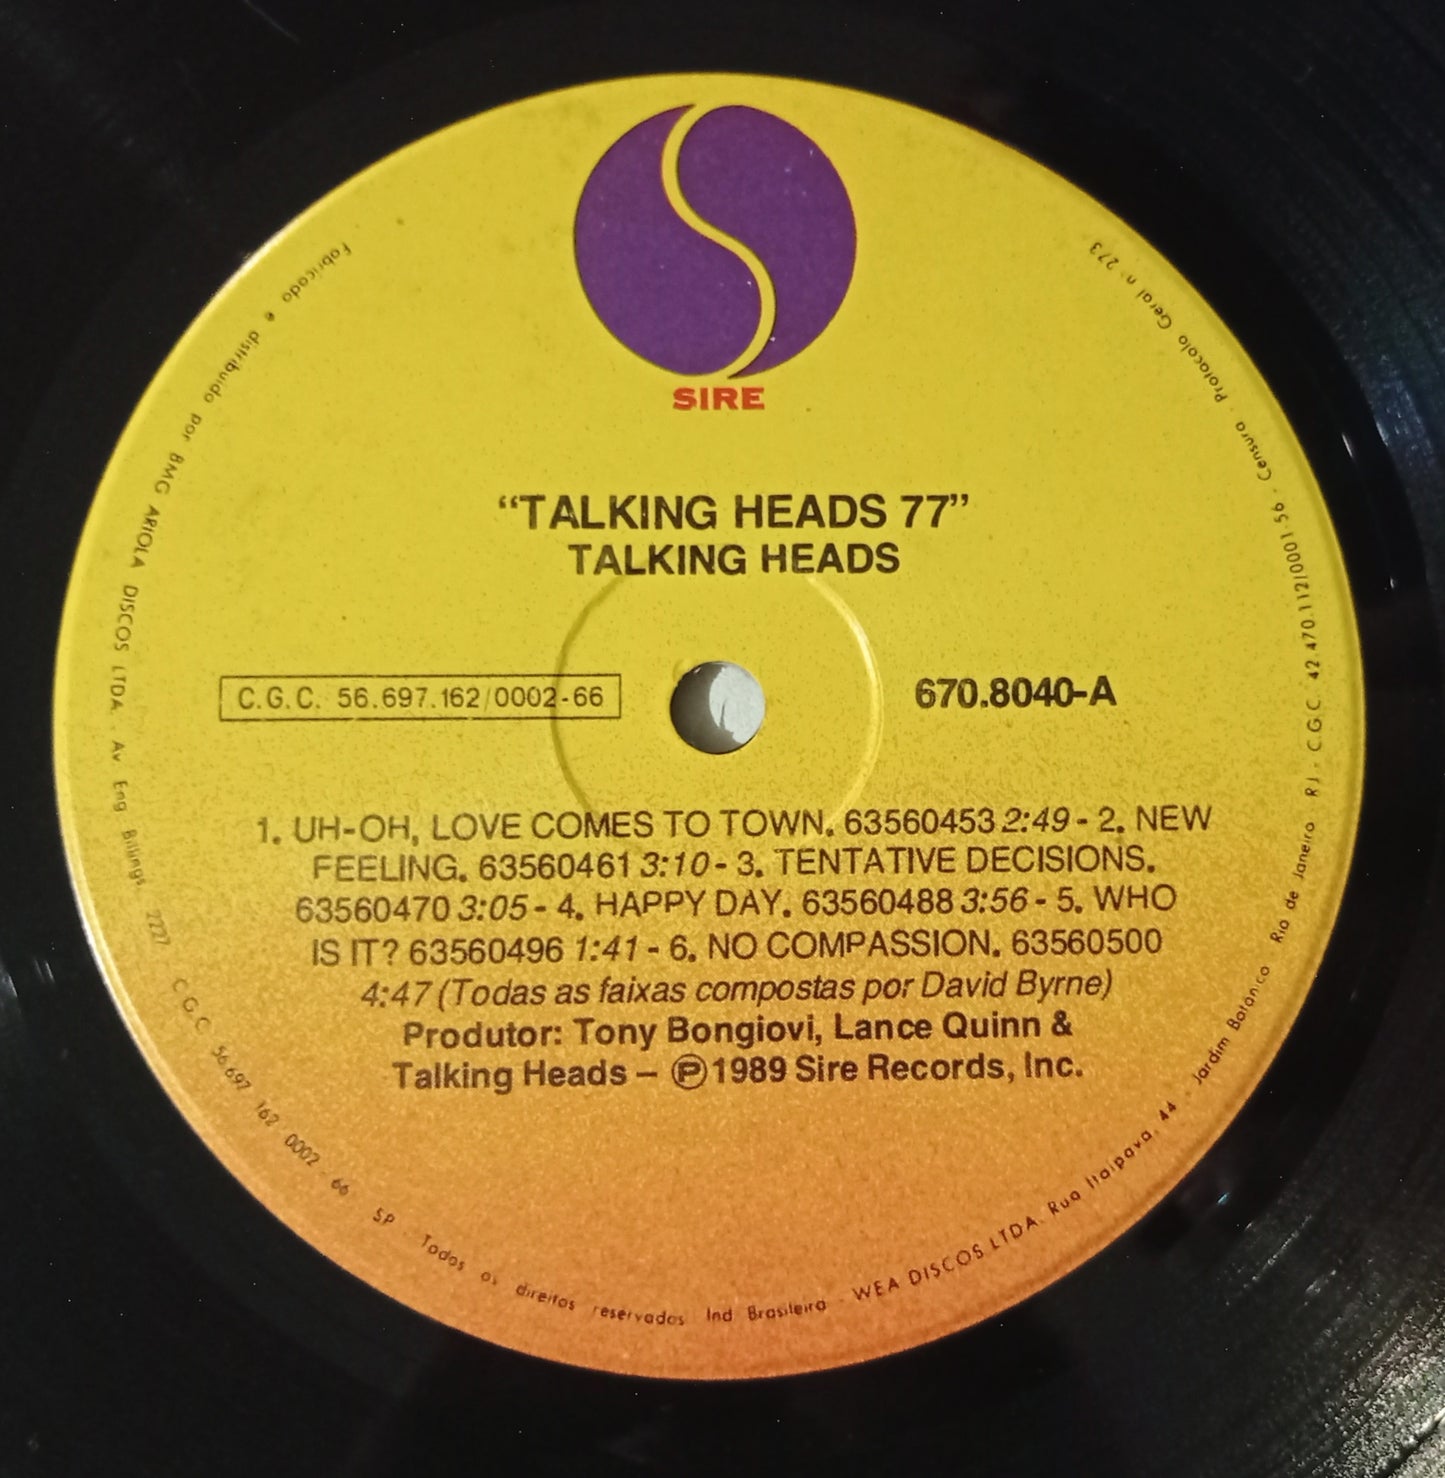 SIRE
“TALKING HEADS 77”
TALKING HEADS
C.G.C. 56.697.162/0002-66
670.8040-A
1. UH-OH, LOVE COMES TO TOWN. 63560453 2:49 - 2. NEW
FEELING. 63560461 3:10 - 3. TENTATIVE DECISIONS.
63560470 3:05 - 4. HAPPY DAY. 63560488 3:56 - 5. WHO
IS IT? 63560496 1:41 - 6. NO COMPASSION. 63560500
4:47 (Todas as faixas compostas por David Byrne)
Produtor: Tony Bongiovi, Lance Quinn &
Talking Heads – ℗ 1989 Sire Records, Inc.
Fabricado e distribuido por BMG ARIOLA DISCOS LTDA. Av Eng Billings 2227 C.G.C 56.697 162 0002 - 66 SP - Todos os direitos reservados Ind Brasileira - WEA DISCOS LTDA. Rua Itaipava, 44 - Jardim Botanico Rio de Janeiro RJ - C.G.C. 42 470.112/0001-56 - Censura - Protocolo Geral nº 273